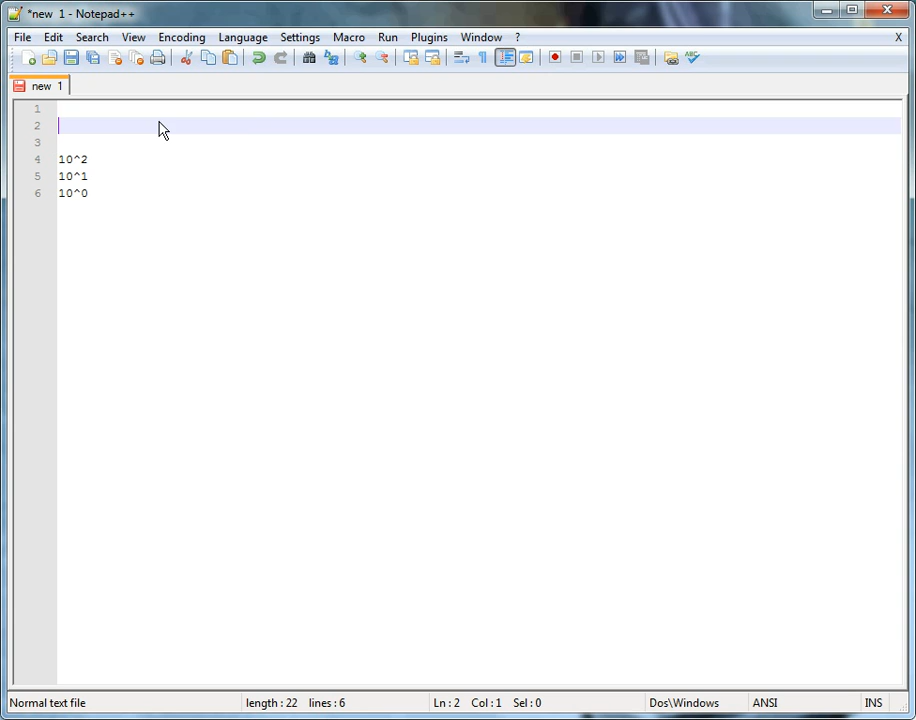 *new  1 - Notepad++
File Edit Search View Encoding Language Settings Macro Run Plugins Window ? X
new  1
1
2
3
4 10^2
5 10^1
6 10^0
Normal text file length : 22 lines : 6 Ln : 2 Col : 1 Sel : 0 Dos\Windows ANSI INS